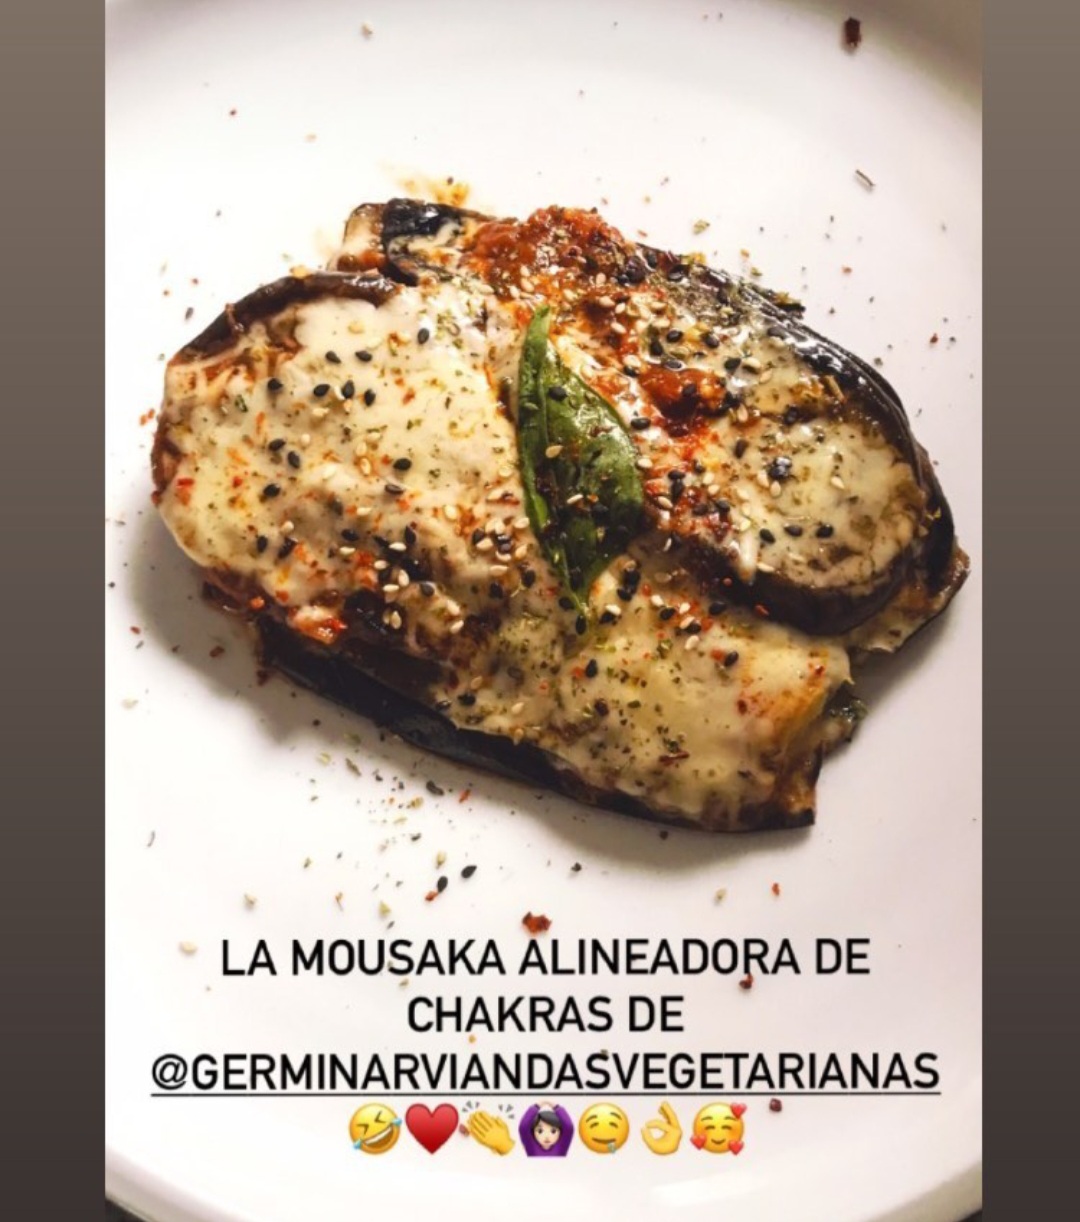 LA MOUSAKA ALINEADORA DE
CHAKRAS DE
@GERMINARVIANDASVEGETARIANAS
🤣♥️👏🙆🏻‍♀️🤤👌🥰